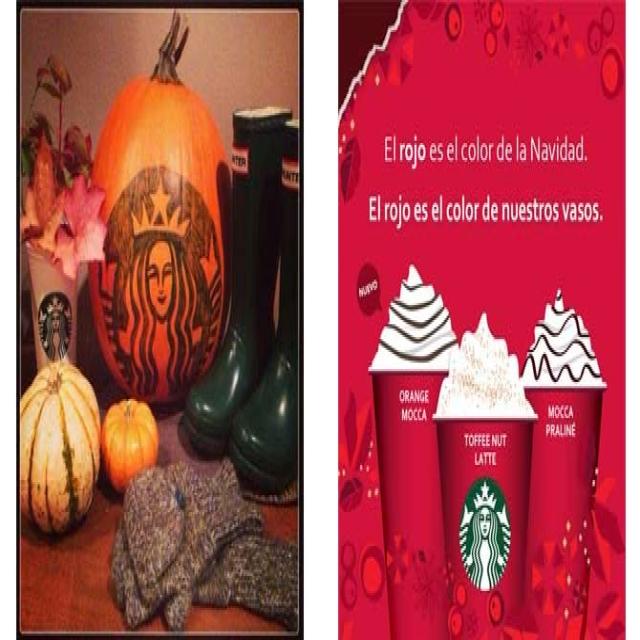 El rojo es el color de la Navidad.
El rojo es el color de nuestros vasos.
NUEVO
ORANGE
MOCCA
TOFFEE NUT
LATTE
MOCCA
PRALINÉ